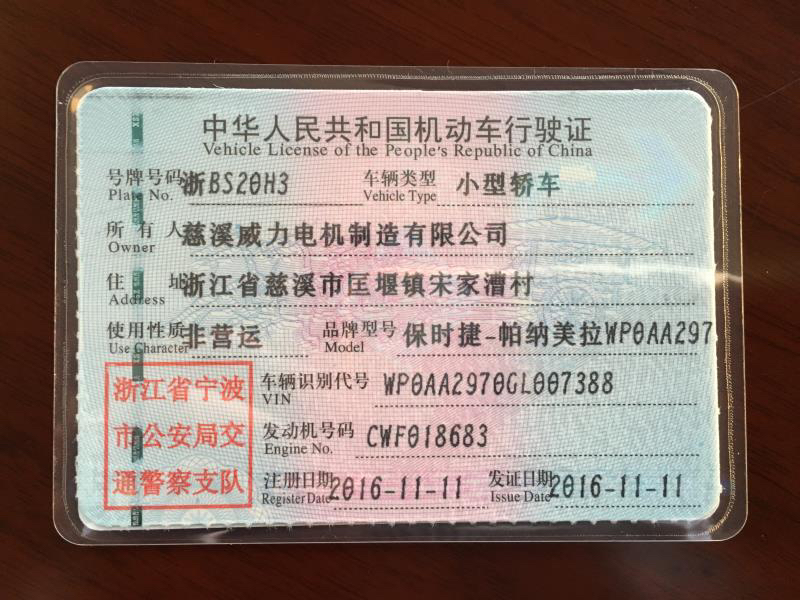 中华人民共和国机动车行驶证
Vehicle License of the People's Republic of China
号牌号码 浙BS20H3 车辆类型 小型轿车
Plate No. Vehicle Type
所有人 慈溪威力电机制造有限公司
Owner
住址 浙江省慈溪市匡堰镇宋家漕村
Address
使用性质 非营运 品牌型号 保时捷-帕纳美拉WP0AA297
Use Character Model
浙江省宁波
市公安局交
通警察支队
车辆识别代号 WP0AA2970GL007388
VIN
发动机号码 CWF018683
Engine No.
注册日期 2016-11-11 发证日期 2016-11-11
Register Date Issue Date